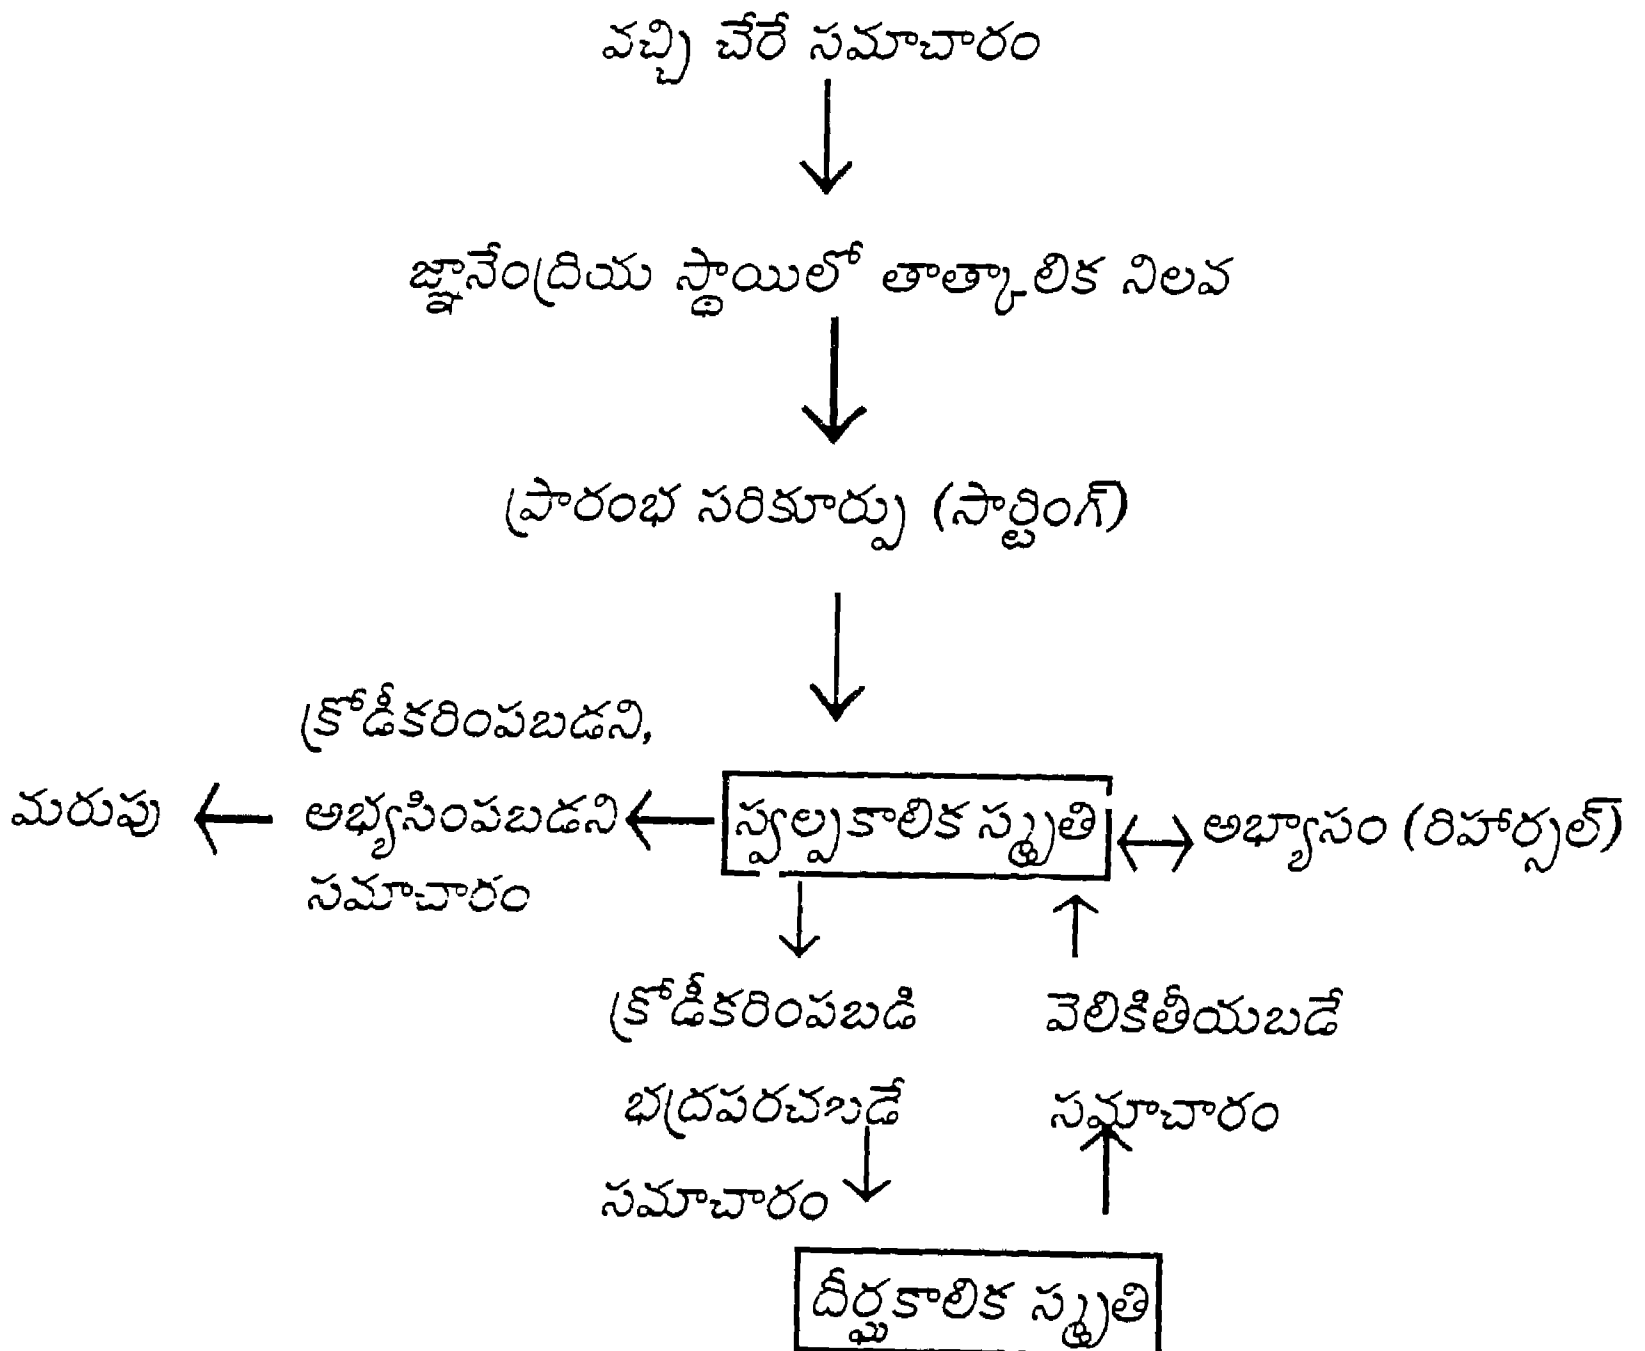 వచ్చి చేరే సమాచారం
జ్ఞానేంద్రియ స్థాయిలో తాత్కాలిక నిలవ
ప్రారంభ సరికూర్పు (సార్టింగ్)
క్రోడీకరింపబడని,
మరుపు
అభ్యసింపబడని
సమాచారం
స్వల్పకాలిక స్మృతి
అభ్యాసం (రిహార్సల్)
క్రోడీకరింపబడి
భద్రపరచబడే
సమాచారం
వెలికితీయబడే
సమాచారం
దీర్ఘకాలిక స్మృతి